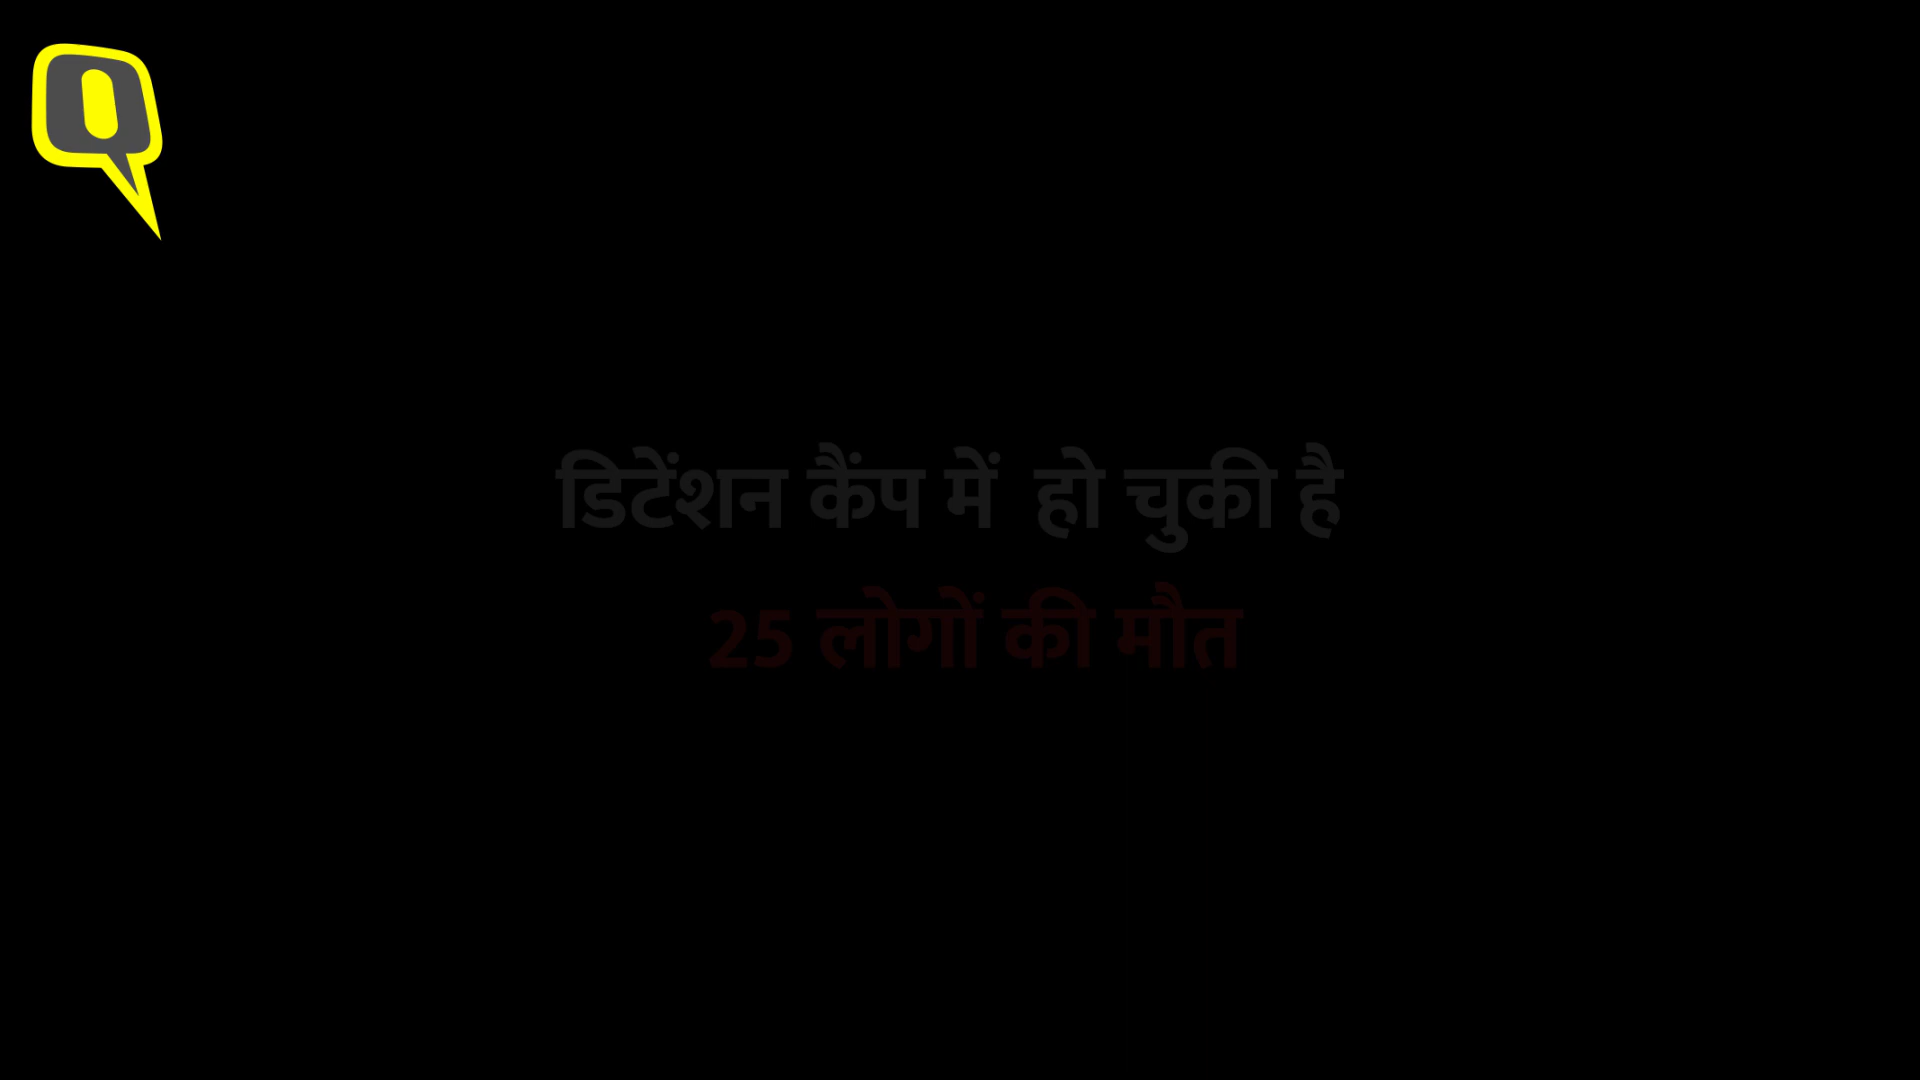 डिटेंशन कैंप में हो चुकी है
25 लोगों की मौत